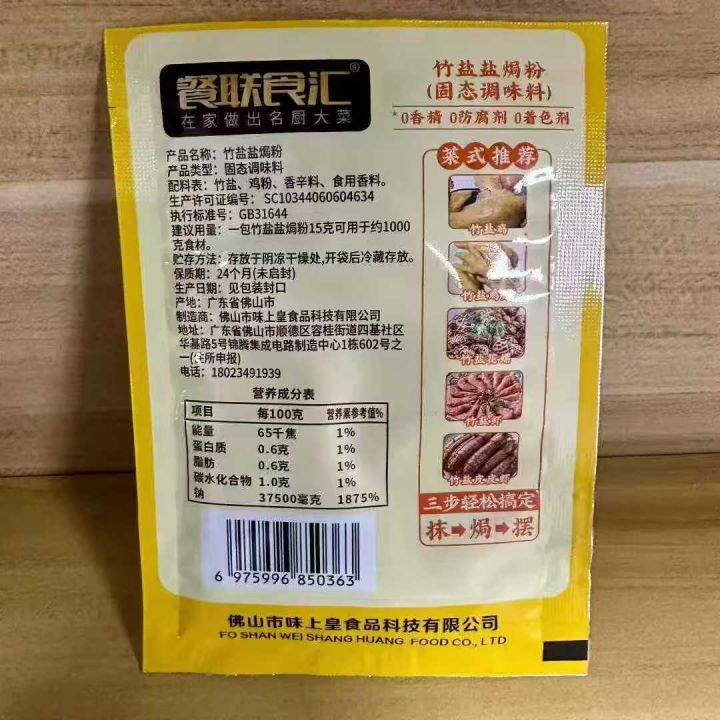 餐联食汇®
在家做出名厨大菜
竹盐盐焗粉
(固态调味料)
*0香精 0防腐剂 0着色剂
产品名称：竹盐盐焗粉
产品类型：固态调味料
配料表：竹盐、鸡粉、香辛料、食用香料。
生产许可证编号：SC10344060604634
执行标准号：GB31644
建议用量：一包竹盐盐焗粉15克可用于约1000
克食材。
贮存方法：存放于阴凉干燥处,开袋后冷藏存放。
保质期：24个月(未启封)
生产日期：见包装封口
产地：广东省佛山市
制造商：佛山市味上皇食品科技有限公司
地址：广东省佛山市顺德区容桂街道四基社区
华基路5号锦腾集成电路制造中心1栋602号之
一(住所申报)
电话：18023491939
营养成分表
项目 每100克 营养素参考值%
能量 65千焦 1%
蛋白质 0.6克 1%
脂肪 0.6克 1%
碳水化合物 1.0克 1%
钠 37500毫克 1875%
6 975996 850363
菜式推荐
竹盐鸡
竹盐
竹盐
竹盐虾
竹盐皮皮虾
三步轻松搞定
抹→焗→摆
佛山市味上皇食品科技有限公司
FO SHAN WEI SHANG HUANG FOOD CO., LTD